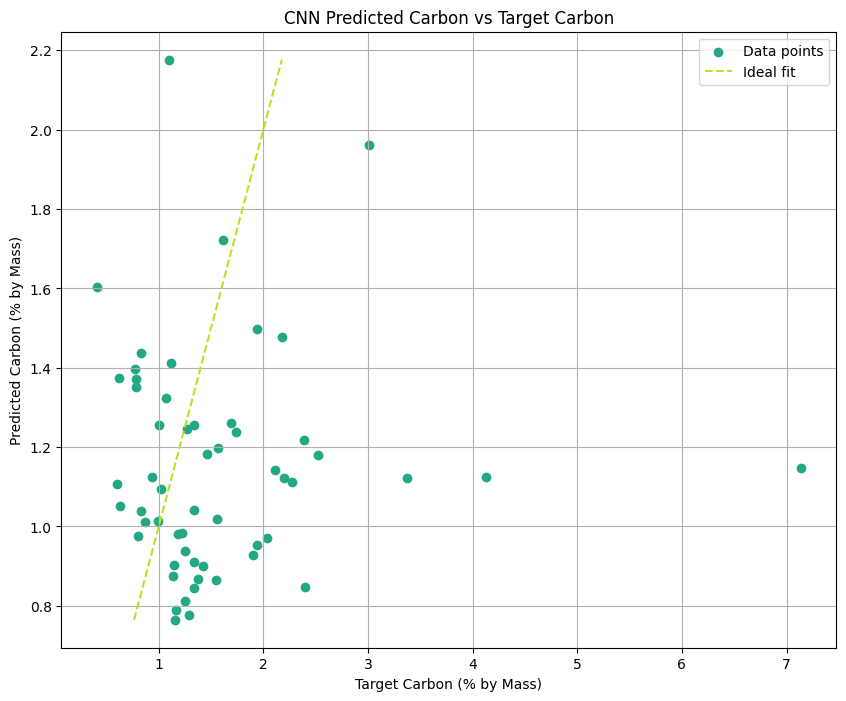 CNN Predicted Carbon vs Target Carbon
Data points
Ideal fit
Predicted Carbon (% by Mass)
2.2
2.0
1.8
1.6
1.4
1.2
1.0
0.8
1 2 3 4 5 6 7
Target Carbon (% by Mass)